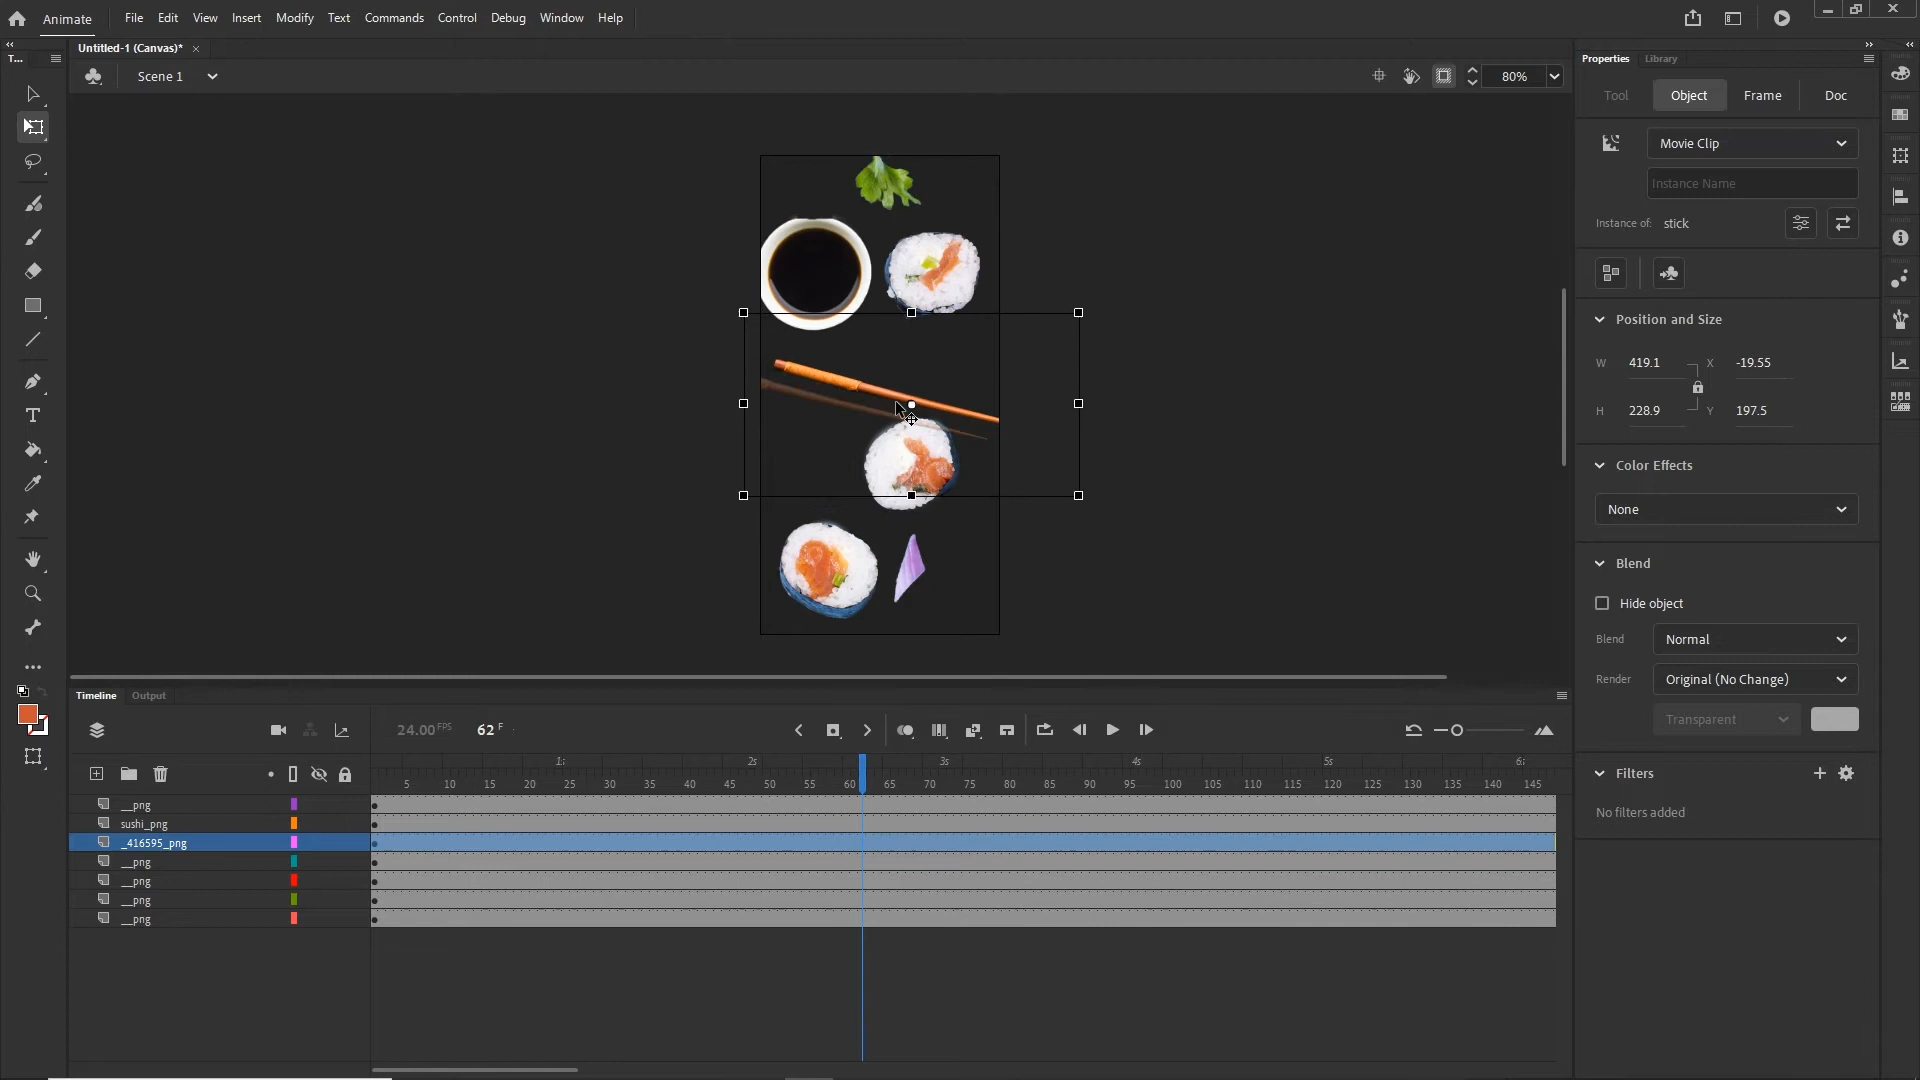 Animate File Edit View Insert Modify Text Commands Control Debug Window Help
Untitled-1 (Canvas)* ×
T...
Scene 1
80%
Properties Library
Tool Object Frame Doc
Movie Clip
Instance Name
Instance of: stick
Position and Size
W 419.1 X -19.55
H 228.9 Y 197.5
Color Effects
None
Blend
Hide object
Blend Normal
Render Original (No Change)
Transparent
Filters
No filters added
Timeline Output
24.00 FPS 62 F
1s 2s 3s 4s 5s 6s
5 10 15 20 25 30 35 40 45 50 55 60 65 70 75 80 85 90 95 100 105 110 115 120 125 130 135 140 145
__png
sushi_png
_416595_png
__png
__png
__png
__png